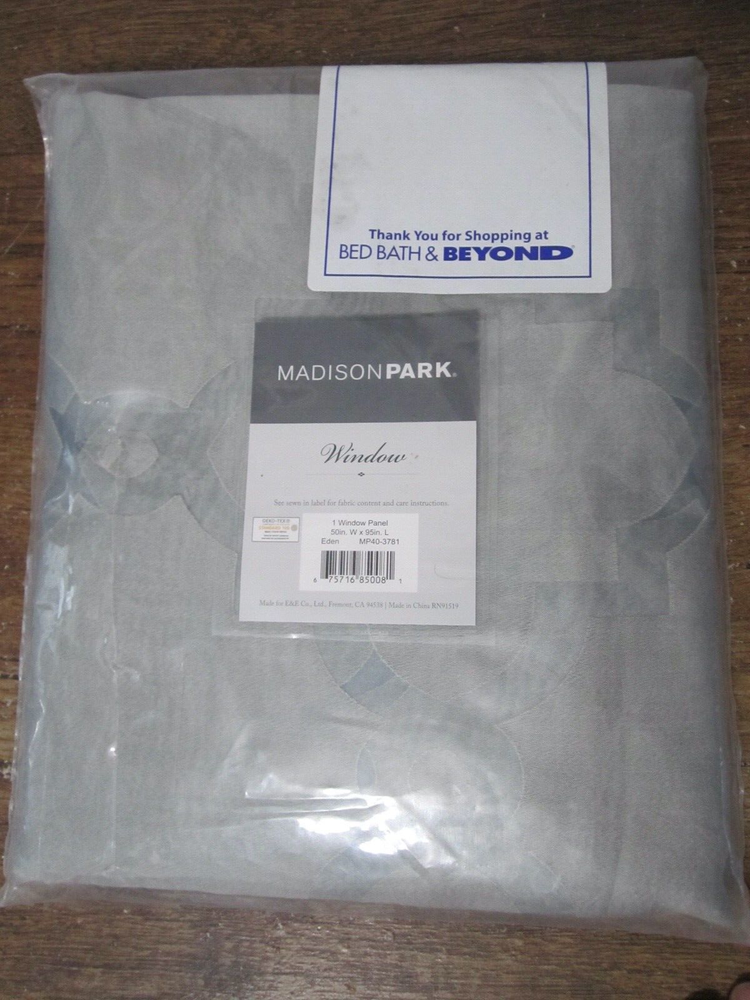 Thank You for Shopping at
BED BATH & BEYOND®
MADISONPARK®
Window
See sewn in label for fabric content and care instructions.
OEKO-TEX®
1 Window Panel
50in. W x 95in. L
Eden MP40-3781
6 75716 85008 1
Made for E&E Co., Ltd., Fremont, CA 94538 | Made in China RN91519